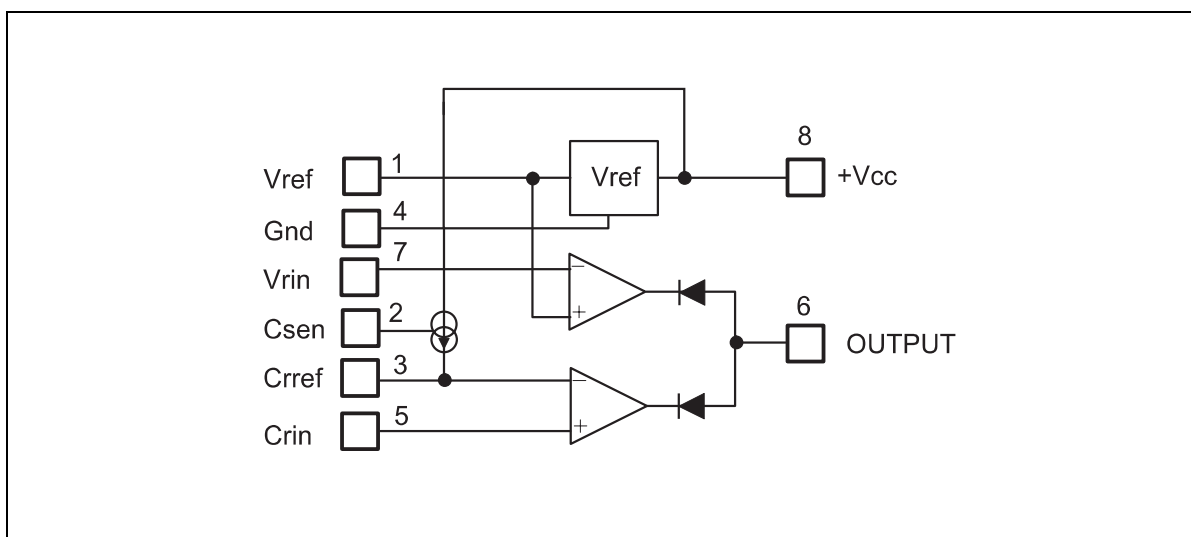 8
Vref 1
Vref
+Vcc
Gnd 4
Vrin 7
−
+
Csen 2
6
OUTPUT
Crref 3
−
Crin 5
+